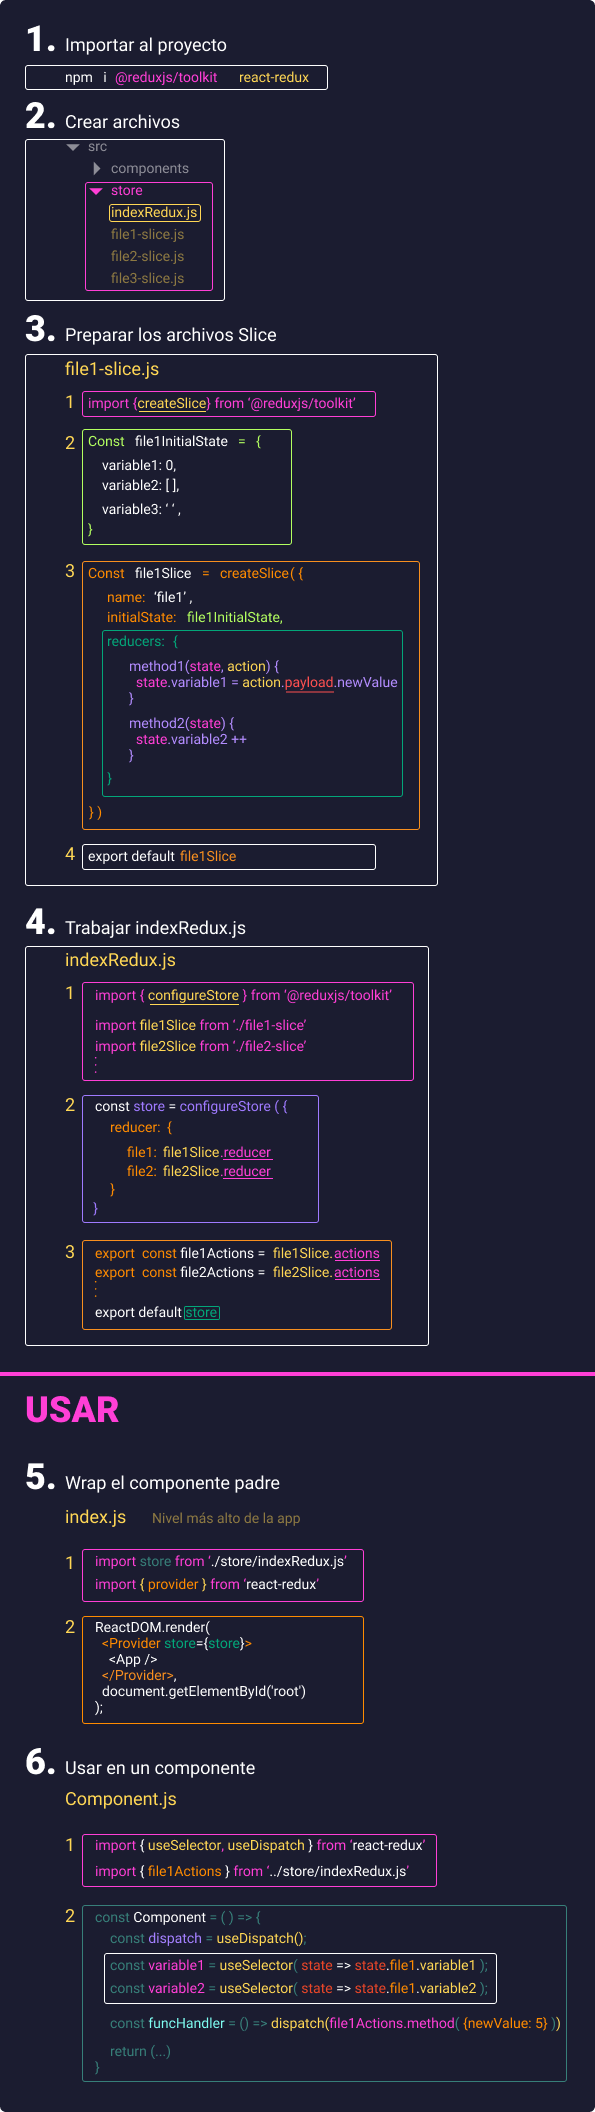 1. Importar al proyecto
npm i @reduxjs/toolkit react-redux
2. Crear archivos
src
components
store
indexRedux.js
file1-slice.js
file2-slice.js
file3-slice.js
3. Preparar los archivos Slice
file1-slice.js
1 import {createSlice} from ‘@reduxjs/toolkit’
2 Const file1InitialState = {
variable1: 0,
variable2: [ ],
variable3: ‘ ‘ ,
}
3 Const file1Slice = createSlice( {
name: ‘file1’ ,
initialState: file1InitialState,
reducers: {
method1(state, action) {
state.variable1 = action.payload.newValue
}
method2(state) {
state.variable2 ++
}
}
} )
4 export default file1Slice
4. Trabajar indexRedux.js
indexRedux.js
1 import { configureStore } from ‘@reduxjs/toolkit’
import file1Slice from ‘./file1-slice’
import file2Slice from ‘./file2-slice’
⋮
2 const store = configureStore ( {
reducer: {
file1: file1Slice.reducer
file2: file2Slice.reducer
}
}
3 export const file1Actions = file1Slice.actions
export const file2Actions = file2Slice.actions
⋮
export default store
USAR
5. Wrap el componente padre
index.js Nivel más alto de la app
1 import store from ‘./store/indexRedux.js’
import { provider } from ‘react-redux’
2 ReactDOM.render(
<Provider store={store}>
<App />
</Provider>,
document.getElementById('root')
);
6. Usar en un componente
Component.js
1 import { useSelector, useDispatch } from 'react-redux’
import { file1Actions } from ‘../store/indexRedux.js’
2 const Component = ( ) => {
const dispatch = useDispatch();
const variable1 = useSelector( state => state.file1.variable1 );
const variable2 = useSelector( state => state.file1.variable2 );
const funcHandler = () => dispatch(file1Actions.method( {newValue: 5} ))
return (...)
}